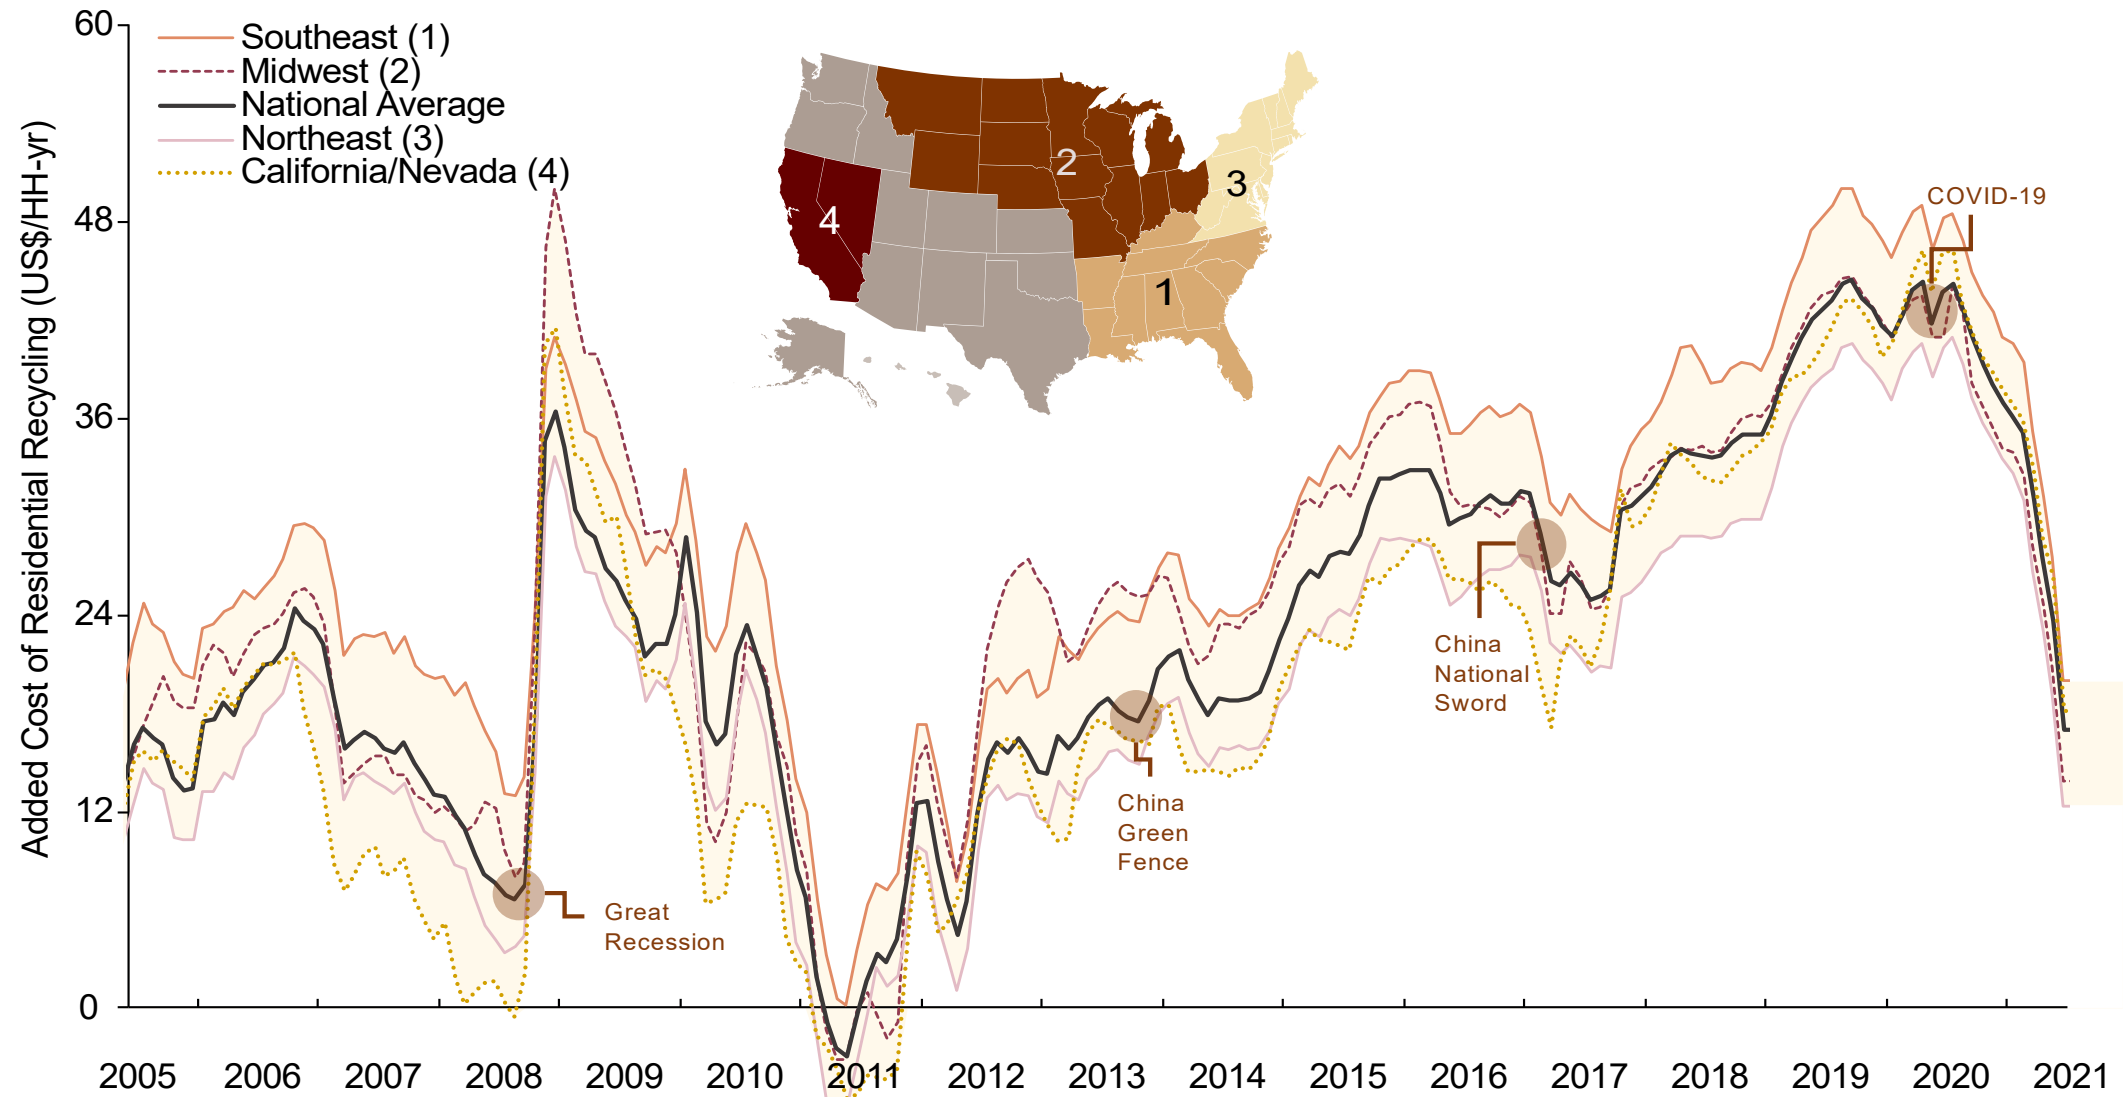 60
48
36
24
12
0
Added Cost of Residential Recycling (US$/HH-yr)
Southeast (1)
Midwest (2)
National Average
Northeast (3)
California/Nevada (4)
2
3
4
1
COVID-19
China
National
Sword
China
Green
Fence
Great
Recession
2005 2006 2007 2008 2009 2010 2011 2012 2013 2014 2015 2016 2017 2018 2019 2020 2021